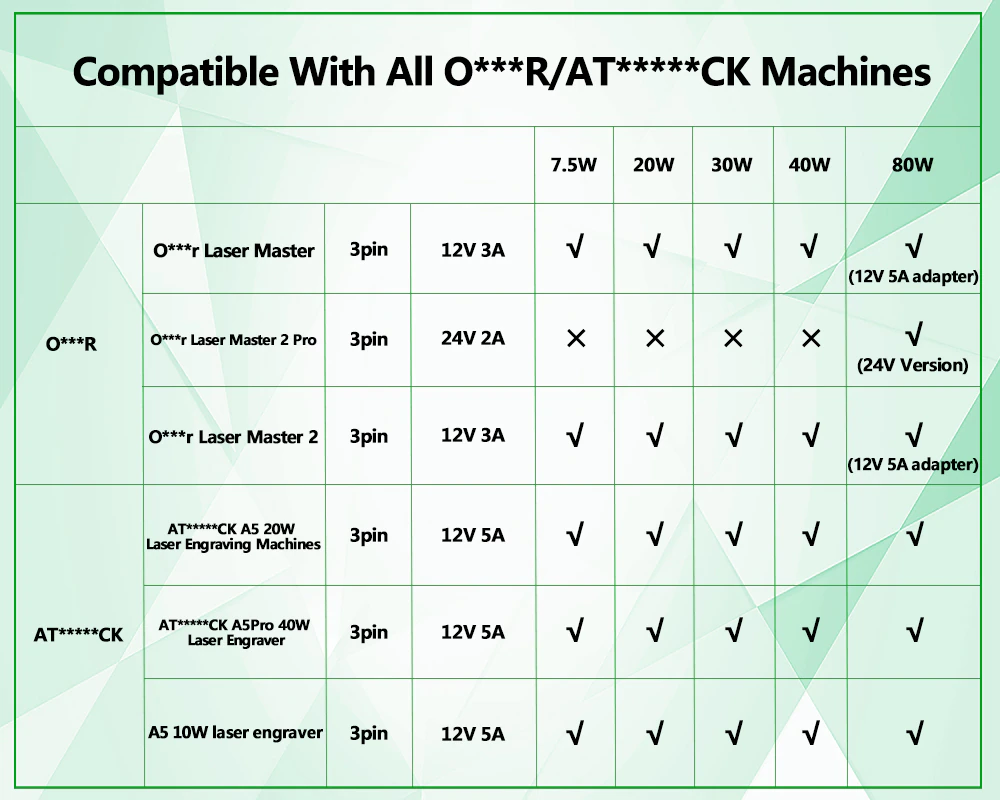 Compatible With All O***R/AT*****CK Machines
7.5W 20W 30W 40W 80W
O***R
O***r Laser Master 3pin 12V 3A √ √ √ √ √
(12V 5A adapter)
O***r Laser Master 2 Pro 3pin 24V 2A × × × × √
(24V Version)
O***r Laser Master 2 3pin 12V 3A √ √ √ √ √
(12V 5A adapter)
AT*****CK
AT*****CK A5 20W
Laser Engraving Machines 3pin 12V 5A √ √ √ √ √
AT*****CK A5Pro 40W
Laser Engraver 3pin 12V 5A √ √ √ √ √
A5 10W laser engraver 3pin 12V 5A √ √ √ √ √